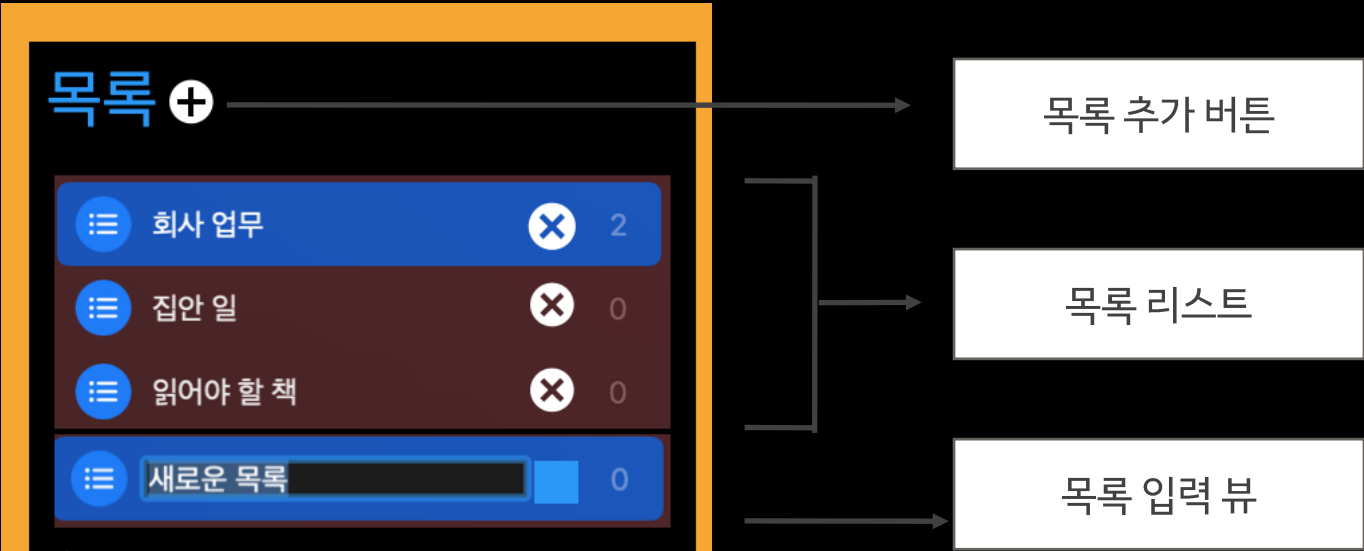 목록
목록 추가 버튼
회사 업무 2
집안 일 0
읽어야 할 책 0
목록 리스트
새로운 목록 0
목록 입력 뷰